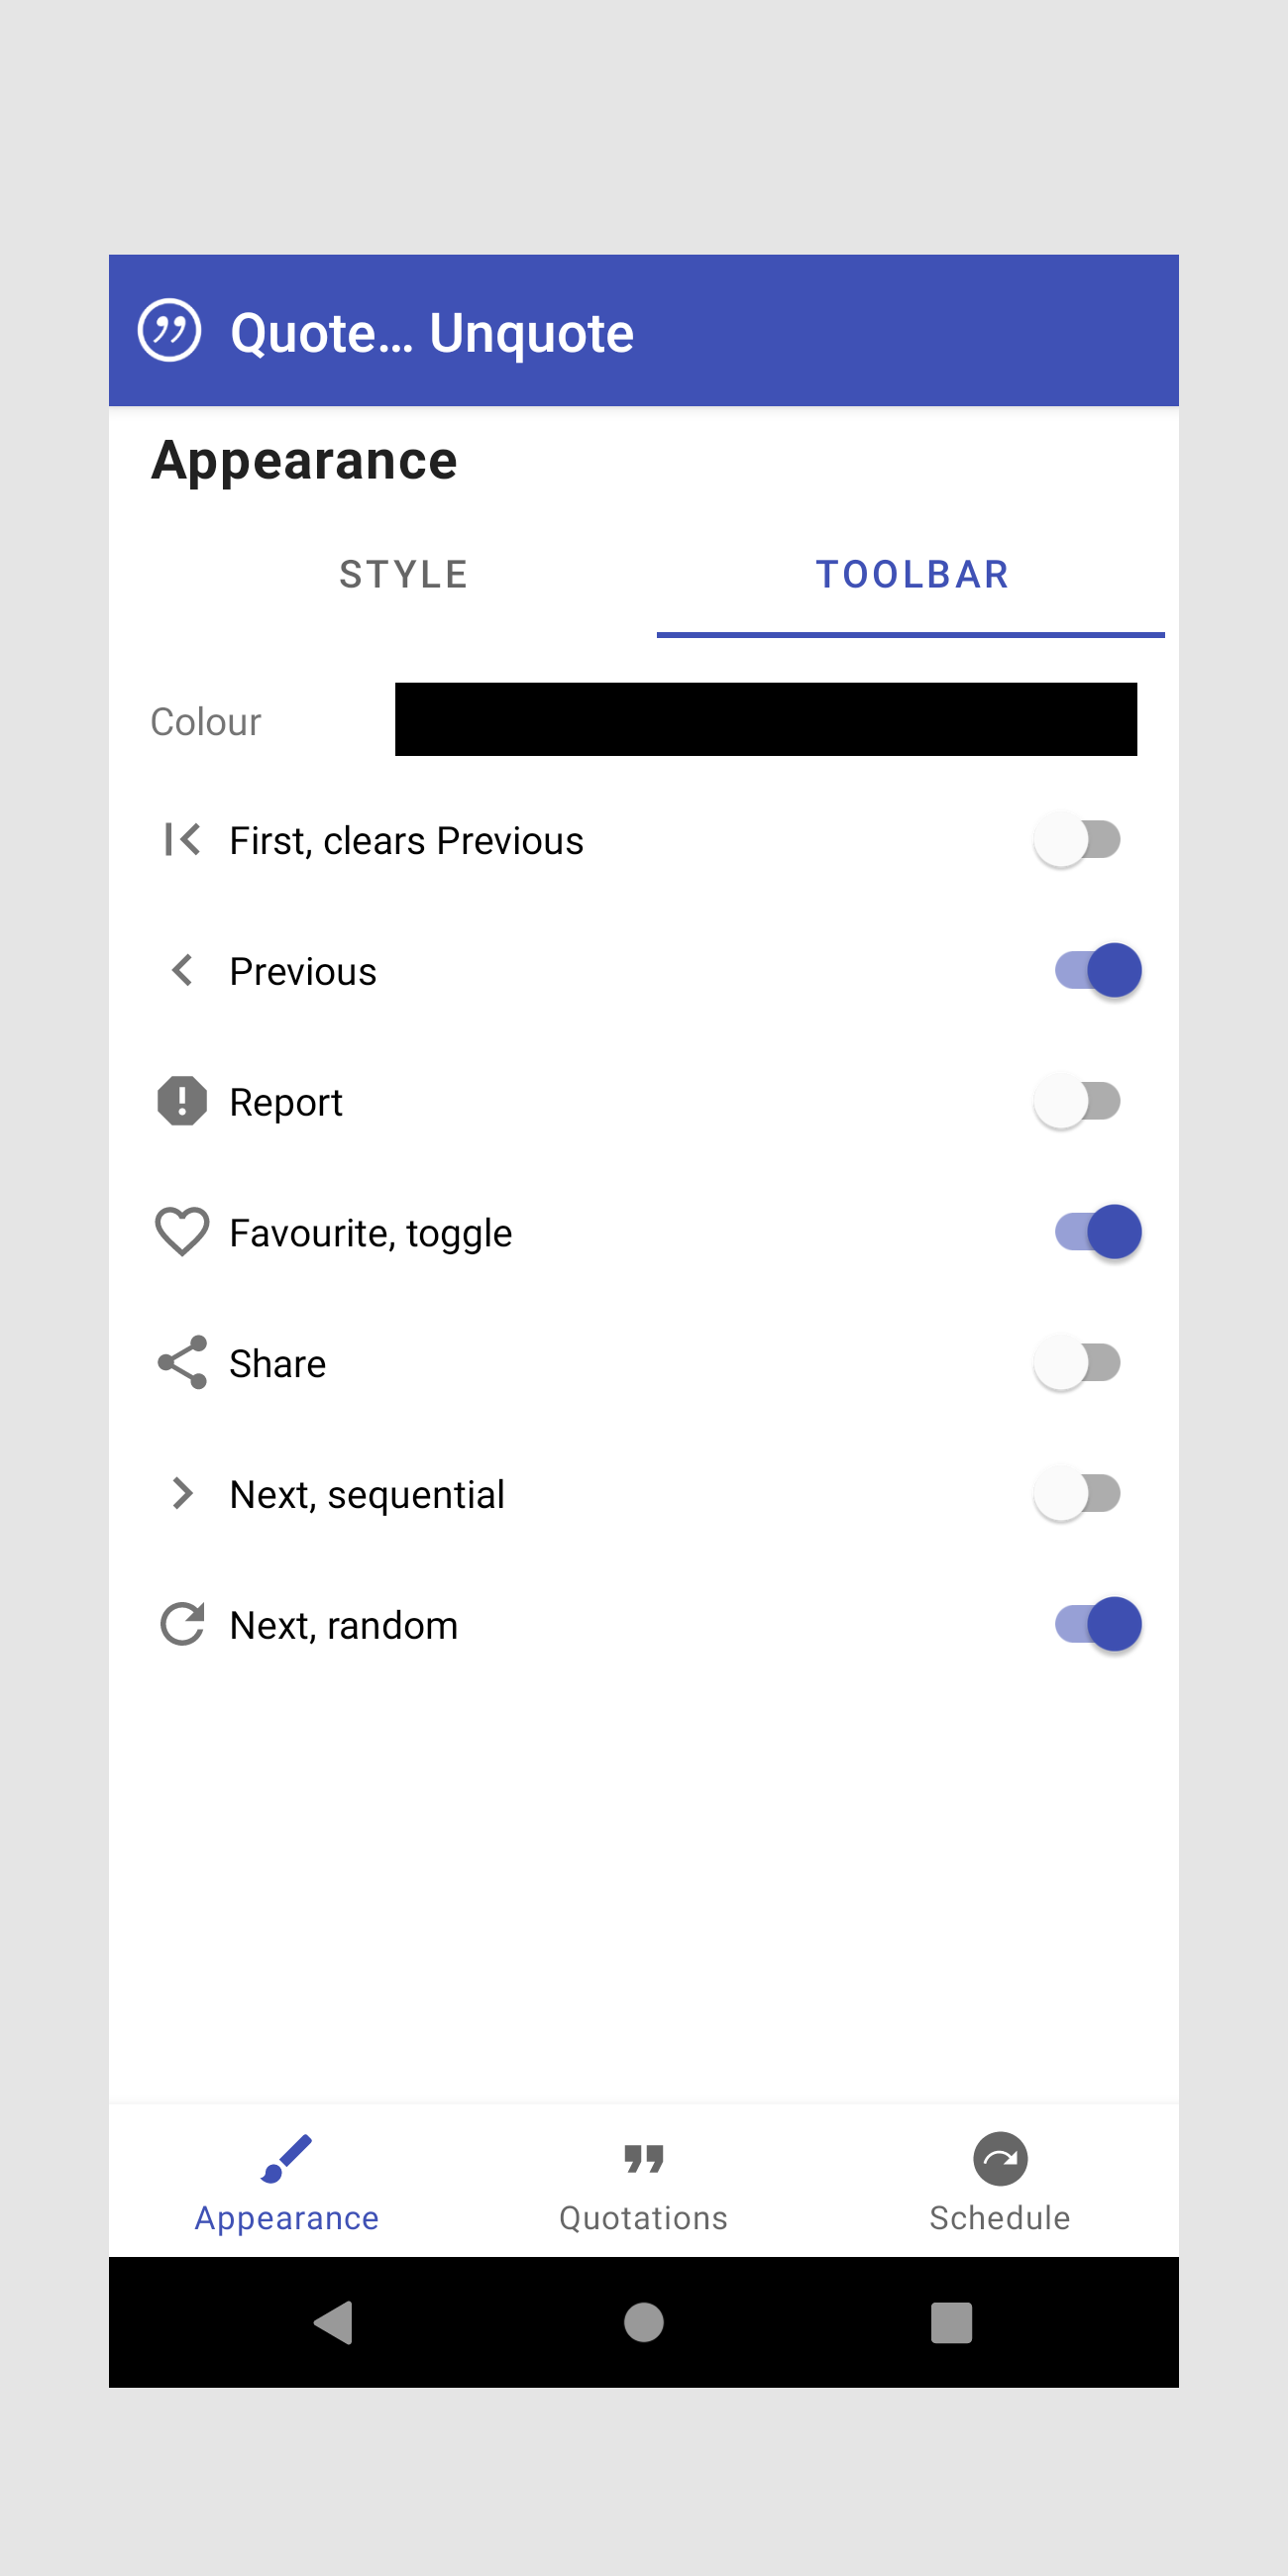 Quote… Unquote
Appearance
STYLE
TOOLBAR
Colour
First, clears Previous
Previous
Report
Favourite, toggle
Share
Next, sequential
Next, random
Appearance
Quotations
Schedule